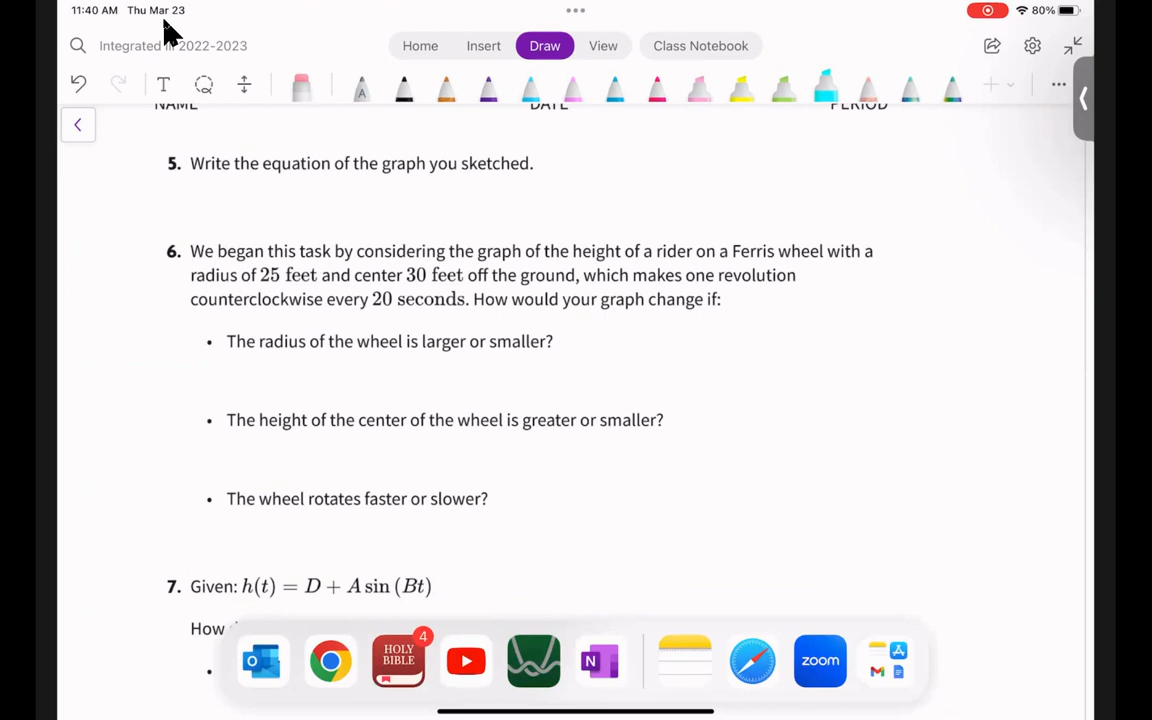 11:40 AM Thu Mar 23
80%
Integrated III 2022-2023
Home Insert Draw View Class Notebook
T A
NAME DATE PERIOD
5. Write the equation of the graph you sketched.
6. We began this task by considering the graph of the height of a rider on a Ferris wheel with a
radius of 25 feet and center 30 feet off the ground, which makes one revolution
counterclockwise every 20 seconds. How would your graph change if:
• The radius of the wheel is larger or smaller?
• The height of the center of the wheel is greater or smaller?
• The wheel rotates faster or slower?
7. Given: h(t) = D + A sin (Bt)
How
4
HOLY
BIBLE
zoom